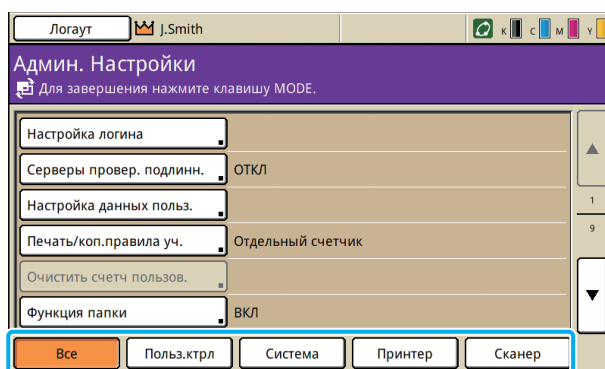 Логаут J.Smith K C M Y
Админ. Настройки
Для завершения нажмите клавишу MODE.
Настройка логина
Серверы провер. подлинн. ОТКЛ
Настройка данных польз.
1
Печать/коп.правила уч. Отдельный счетчик
9
Очистить счетч пользов.
Функция папки ВКЛ
Все Польз.ктрл Система Принтер Сканер